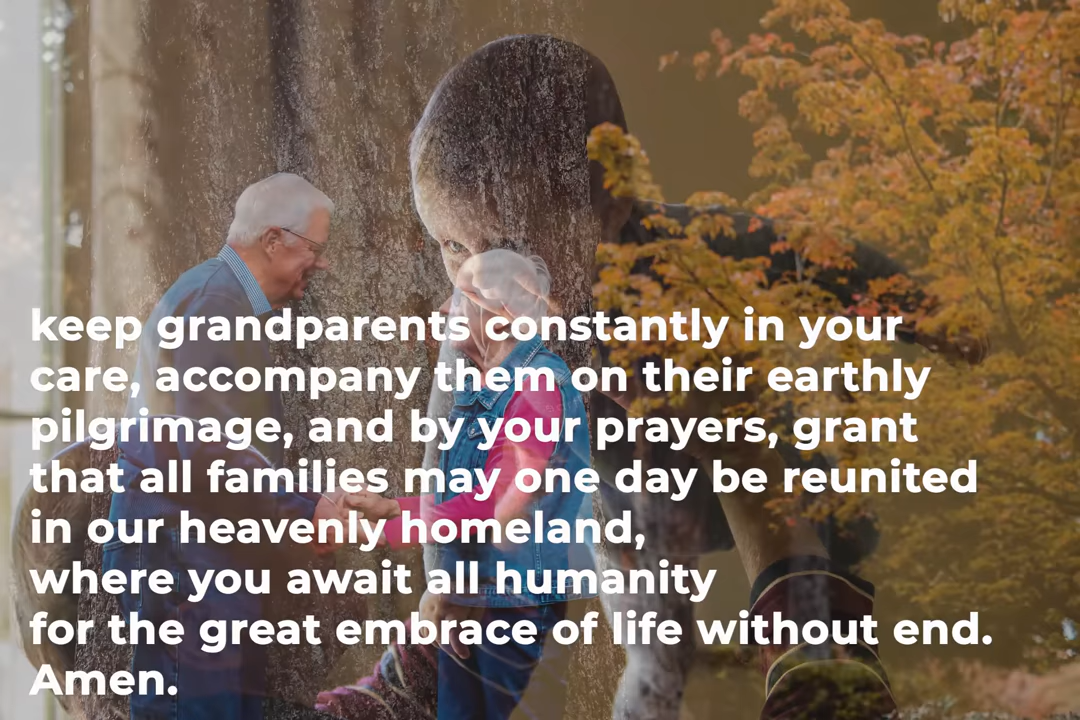 keep grandparents constantly in your
care, accompany them on their earthly
pilgrimage, and by your prayers, grant
that all families may one day be reunited
in our heavenly homeland,
where you await all humanity
for the great embrace of life without end.
Amen.